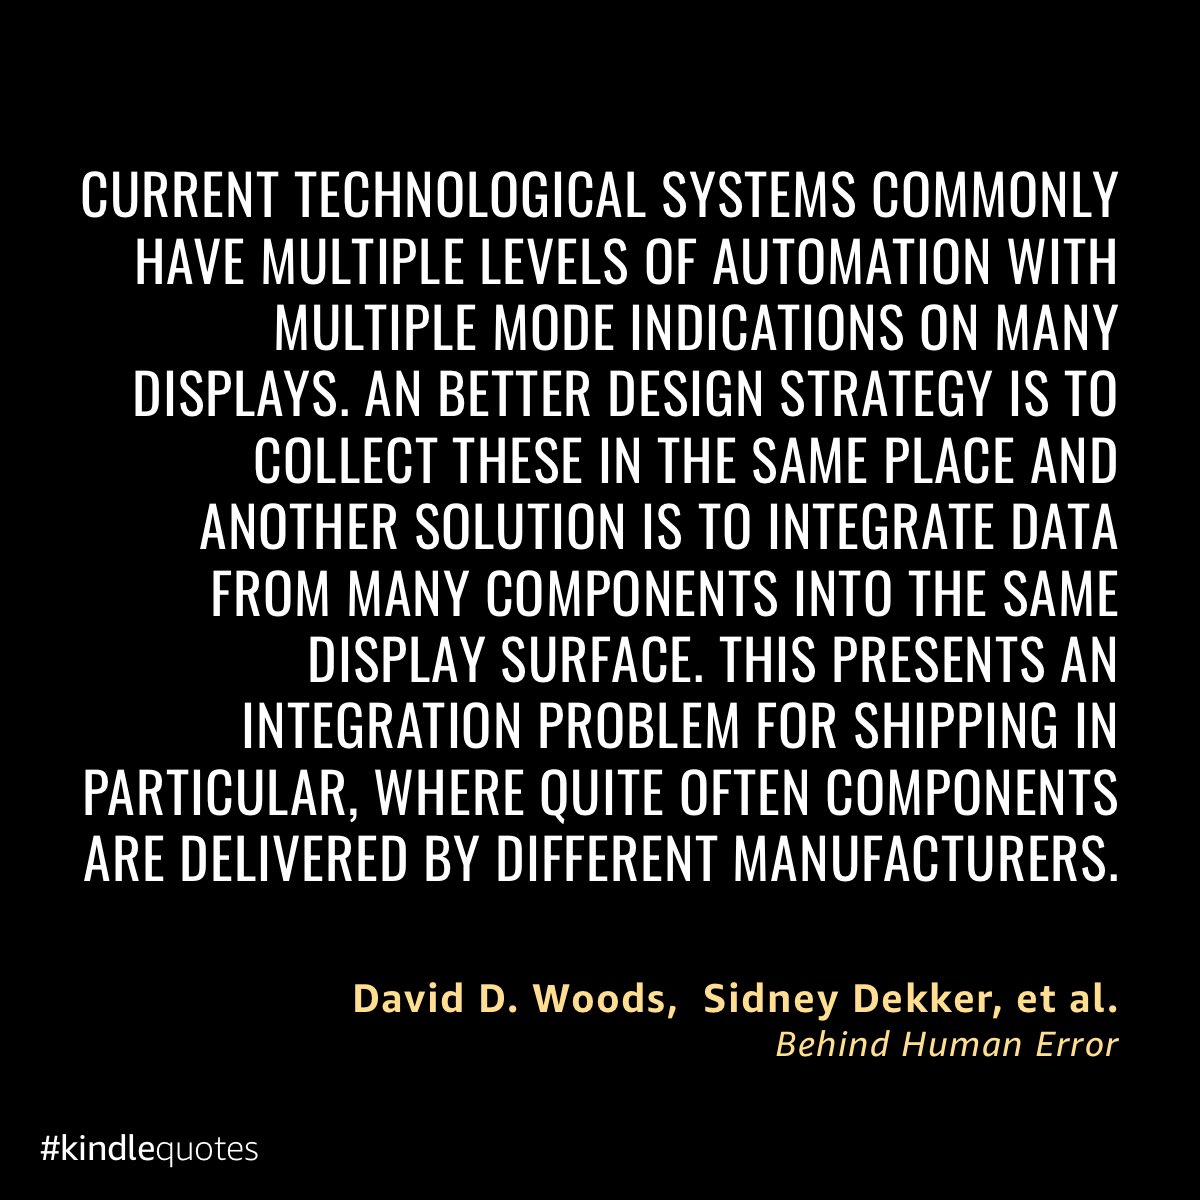 CURRENT TECHNOLOGICAL SYSTEMS COMMONLY
HAVE MULTIPLE LEVELS OF AUTOMATION WITH
MULTIPLE MODE INDICATIONS ON MANY
DISPLAYS. AN BETTER DESIGN STRATEGY IS TO
COLLECT THESE IN THE SAME PLACE AND
ANOTHER SOLUTION IS TO INTEGRATE DATA
FROM MANY COMPONENTS INTO THE SAME
DISPLAY SURFACE. THIS PRESENTS AN
INTEGRATION PROBLEM FOR SHIPPING IN
PARTICULAR, WHERE QUITE OFTEN COMPONENTS
ARE DELIVERED BY DIFFERENT MANUFACTURERS.
David D. Woods,  Sidney Dekker, et al.
Behind Human Error
#kindlequotes